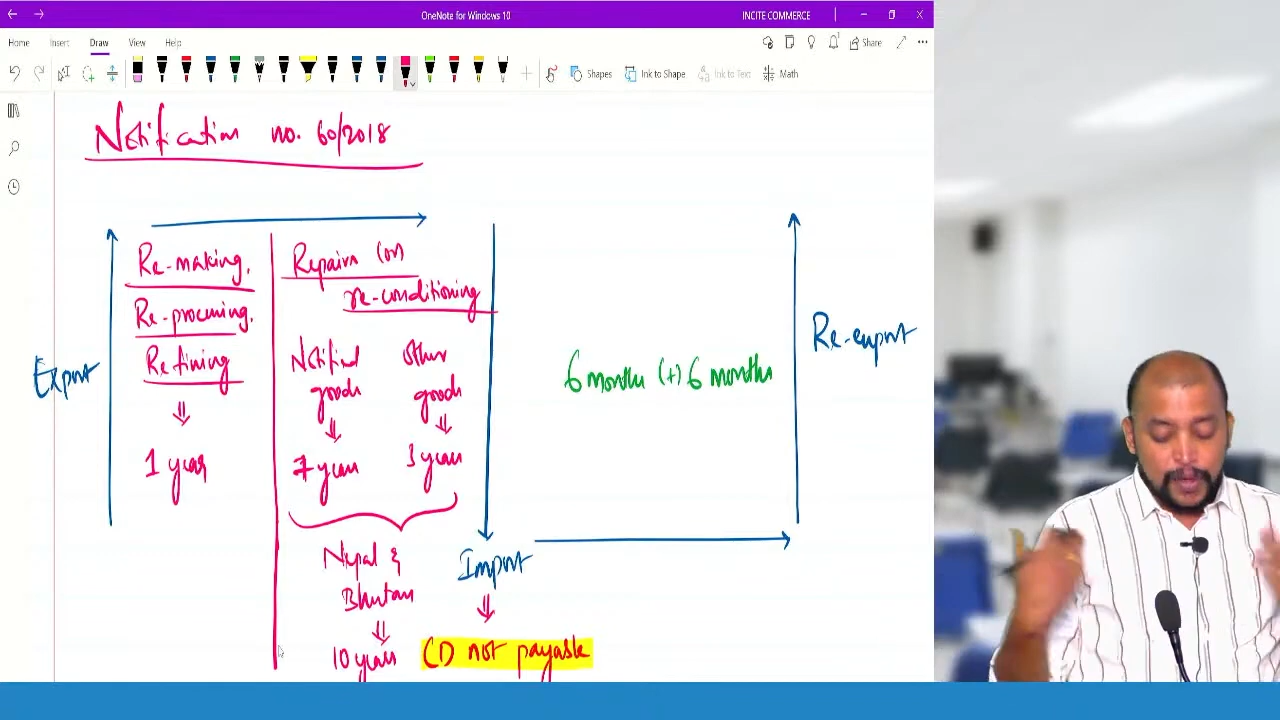 OneNote for Windows 10
INCITE COMMERCE
Home Insert Draw View Help
Share
Shapes Ink to Shape Ink to Text Math
Notification no. 60/2018
Re-making.
Re-procuring.
Refining
⇓
1 year
Repairs (or)
re-conditioning
Notified goods
⇓
7 years
Other goods
⇓
3 years
Nepal &
Bhutan
⇓
10 years
Export
Import
⇓
CD not payable
6 months (+) 6 months
Re-export